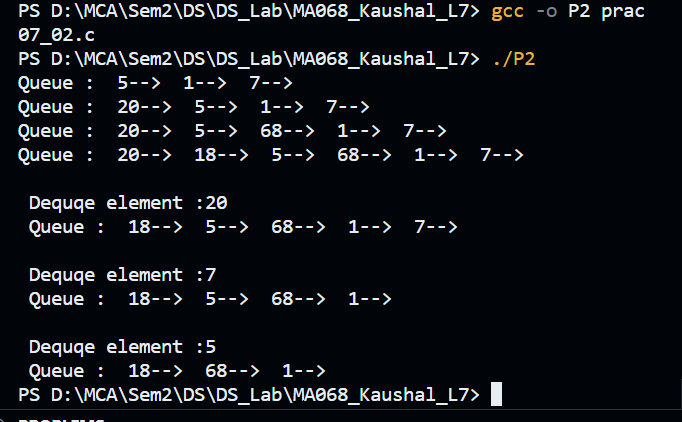 PS D:\MCA\Sem2\DS\DS_Lab\MA068_Kaushal_L7> gcc -o P2 prac
07_02.c
PS D:\MCA\Sem2\DS\DS_Lab\MA068_Kaushal_L7> ./P2
Queue :  5-->  1-->  7-->
Queue :  20-->  5-->  1-->  7-->
Queue :  20-->  5-->  68-->  1-->  7-->
Queue :  20-->  18-->  5-->  68-->  1-->  7-->
Dequqe element :20
Queue :  18-->  5-->  68-->  1-->  7-->
Dequqe element :7
Queue :  18-->  5-->  68-->  1-->
Dequqe element :5
Queue :  18-->  68-->  1-->
PS D:\MCA\Sem2\DS\DS_Lab\MA068_Kaushal_L7>